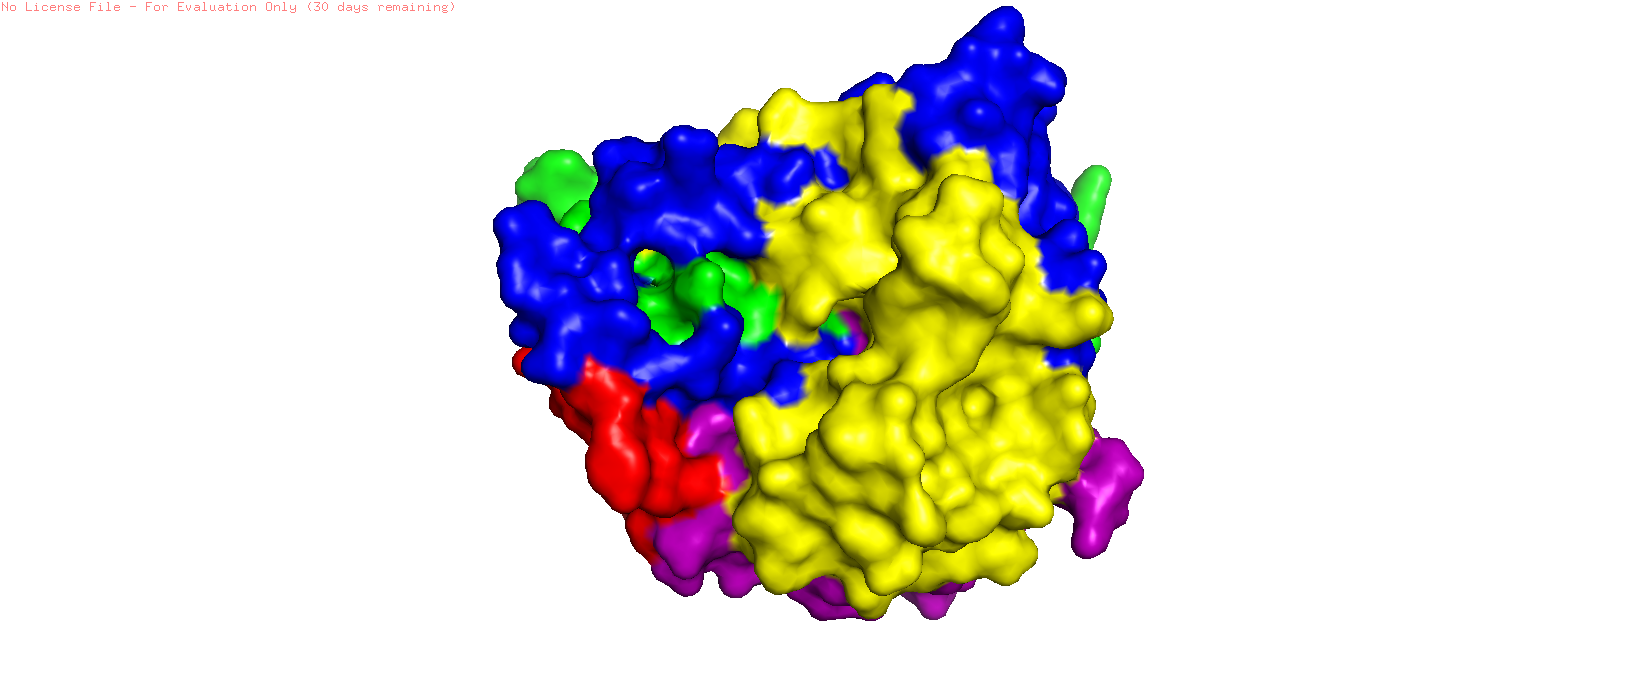 No License File - For Evaluation Only (30 days remaining)